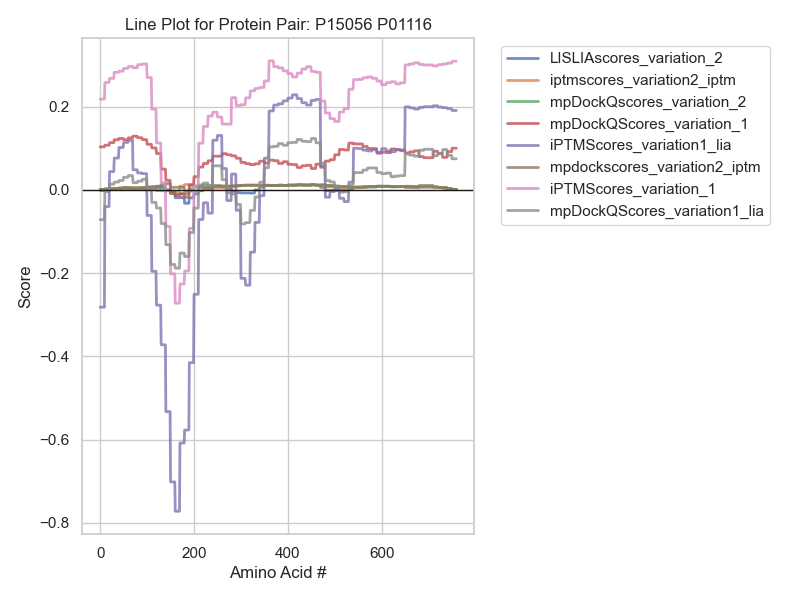 Line Plot for Protein Pair: P15056 P01116
LISLIAscores_variation_2
iptmscores_variation2_iptm
mpDockQscores_variation_2
mpDockQScores_variation_1
iPTMScores_variation1_lia
mpdockscores_variation2_iptm
iPTMScores_variation_1
mpDockQScores_variation1_lia
0.2
0.0
−0.2
−0.4
−0.6
−0.8
Score
0
200
400
600
Amino Acid #